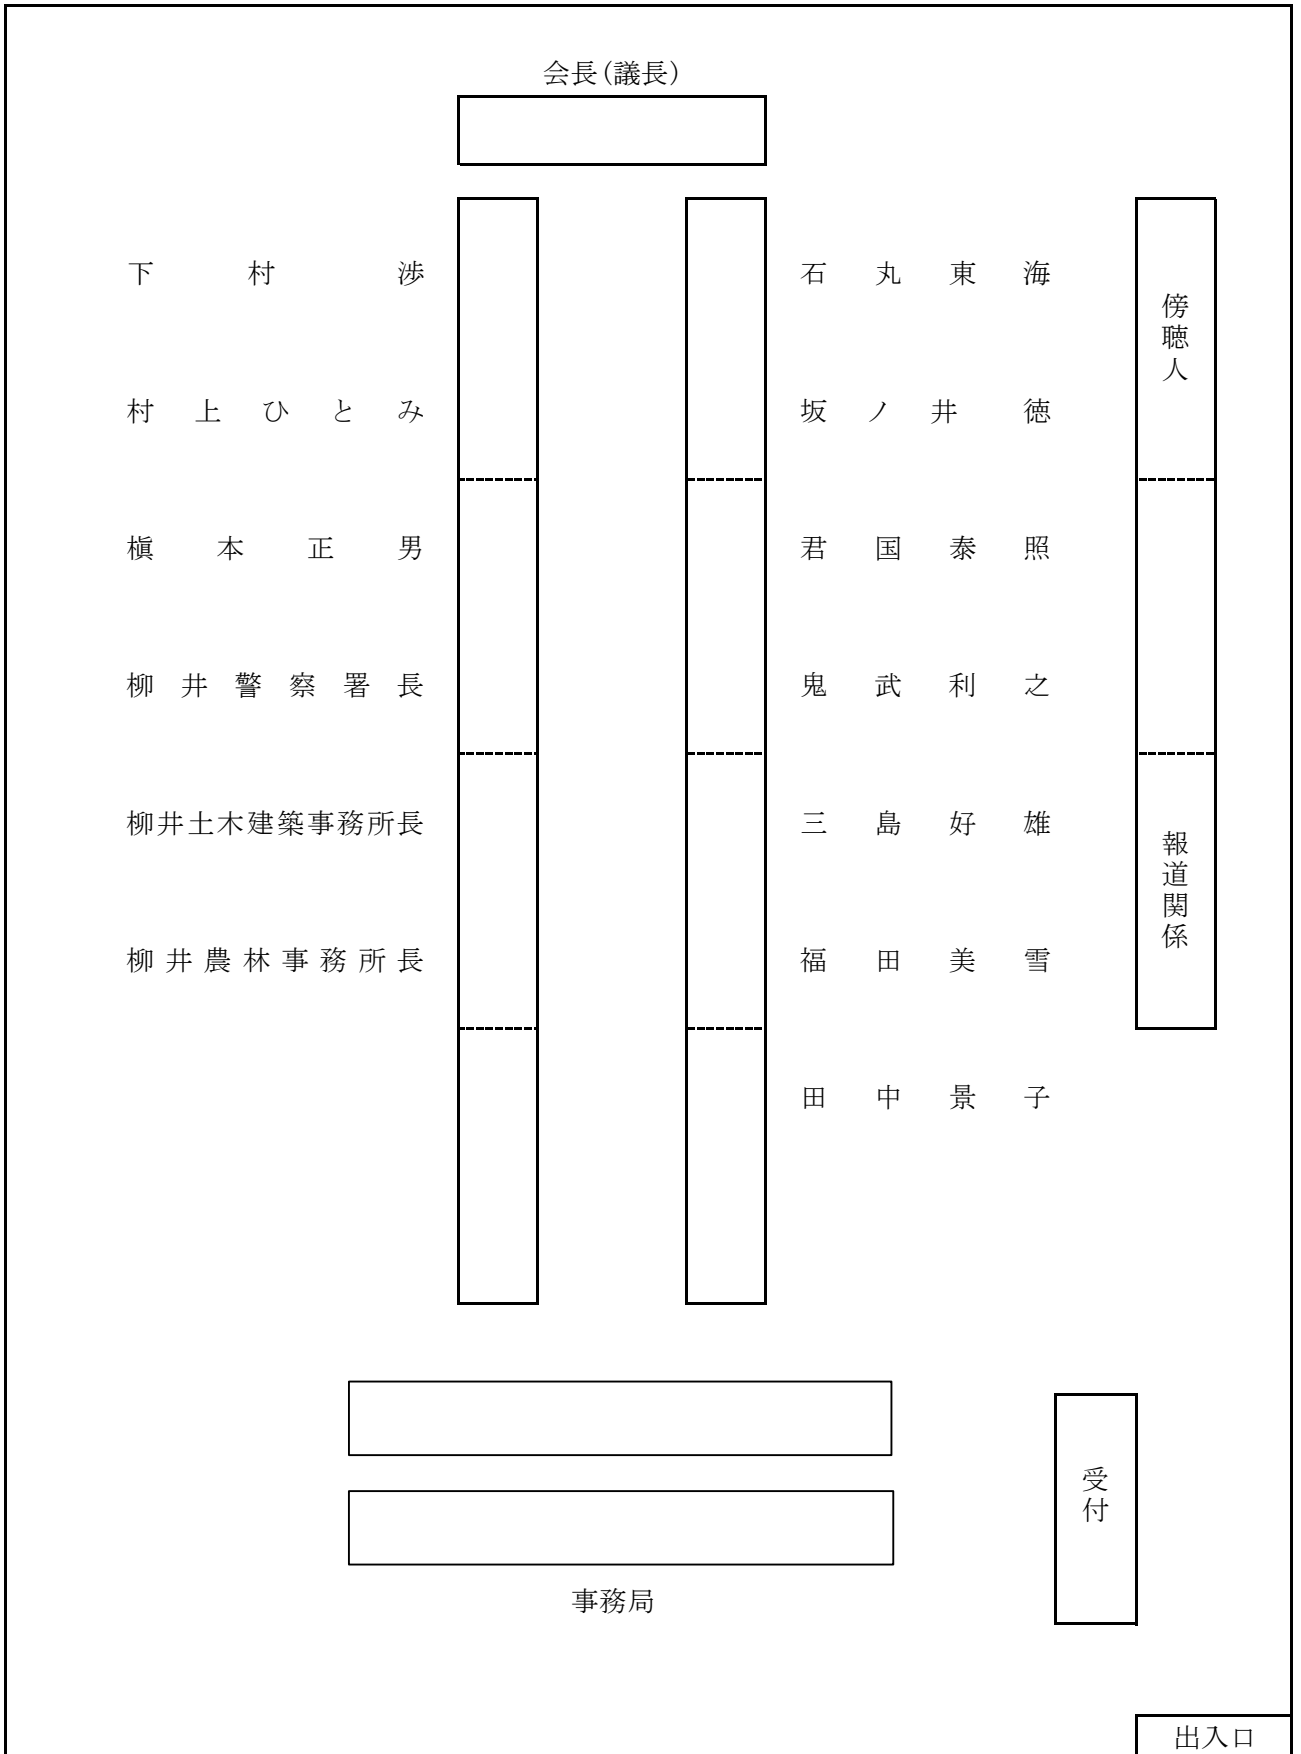 会長(議長)
下村渉
石丸東海
村上ひとみ
坂ノ井徳
槇本正男
君国泰照
柳井警察署長
鬼武利之
柳井土木建築事務所長
三島好雄
柳井農林事務所長
福田美雪
田中景子
傍聴人
報道関係
受付
事務局
出入口